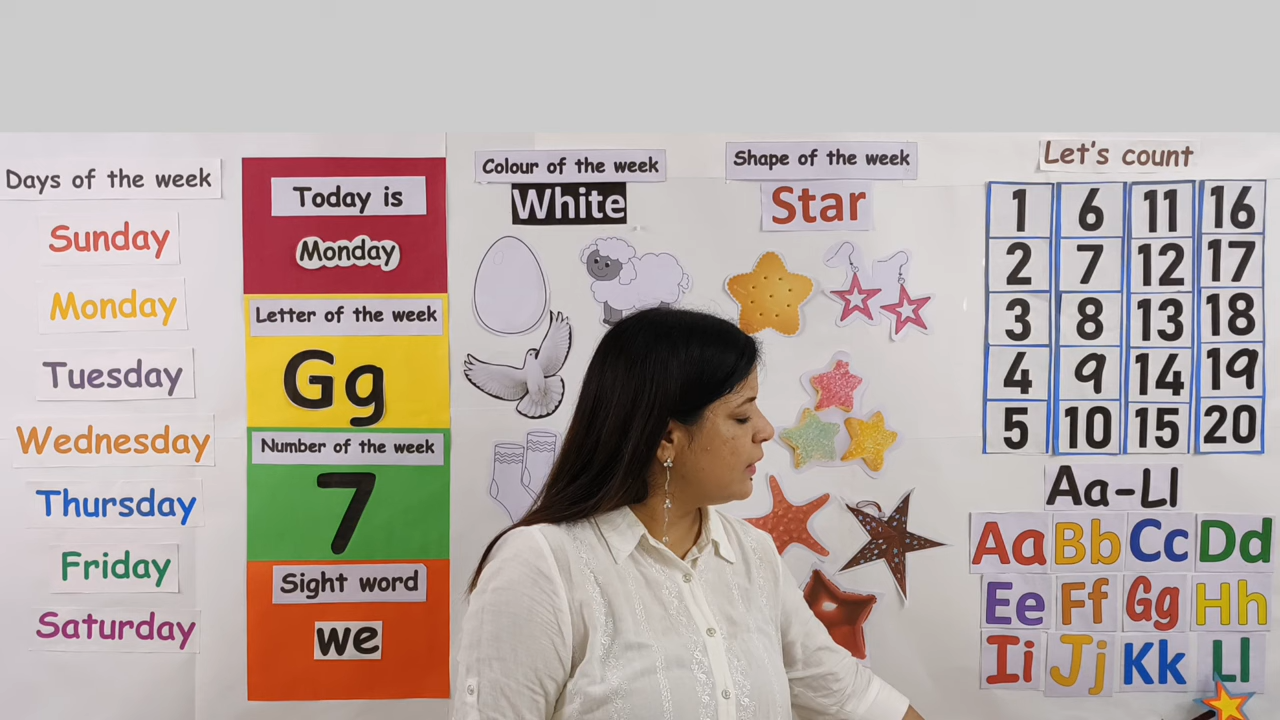 Days of the week
Sunday
Monday
Tuesday
Wednesday
Thursday
Friday
Saturday
Today is
Monday
Letter of the week
Gg
Number of the week
7
Sight word
we
Colour of the week
White
Shape of the week
Star
Let's count
1 6 11 16
2 7 12 17
3 8 13 18
4 9 14 19
5 10 15 20
Aa-Ll
Aa Bb Cc Dd
Ee Ff Gg Hh
Ii Jj Kk Ll